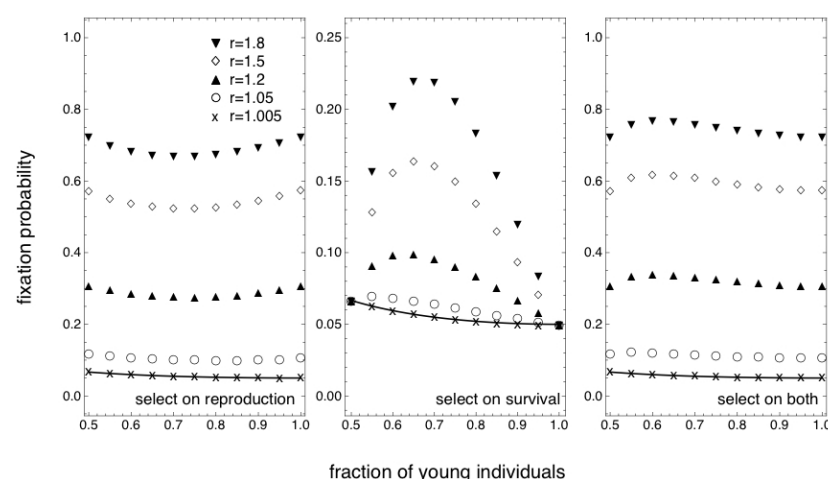 fixation probability
1.0
0.8
0.6
0.4
0.2
0.0
r=1.8
r=1.5
r=1.2
r=1.05
x r=1.005
select on reproduction
0.5 0.6 0.7 0.8 0.9 1.0
0.25
0.20
0.15
0.10
0.05
0.00
select on survival
0.5 0.6 0.7 0.8 0.9 1.0
1.0
0.8
0.6
0.4
0.2
0.0
select on both
0.5 0.6 0.7 0.8 0.9 1.0
fraction of young individuals